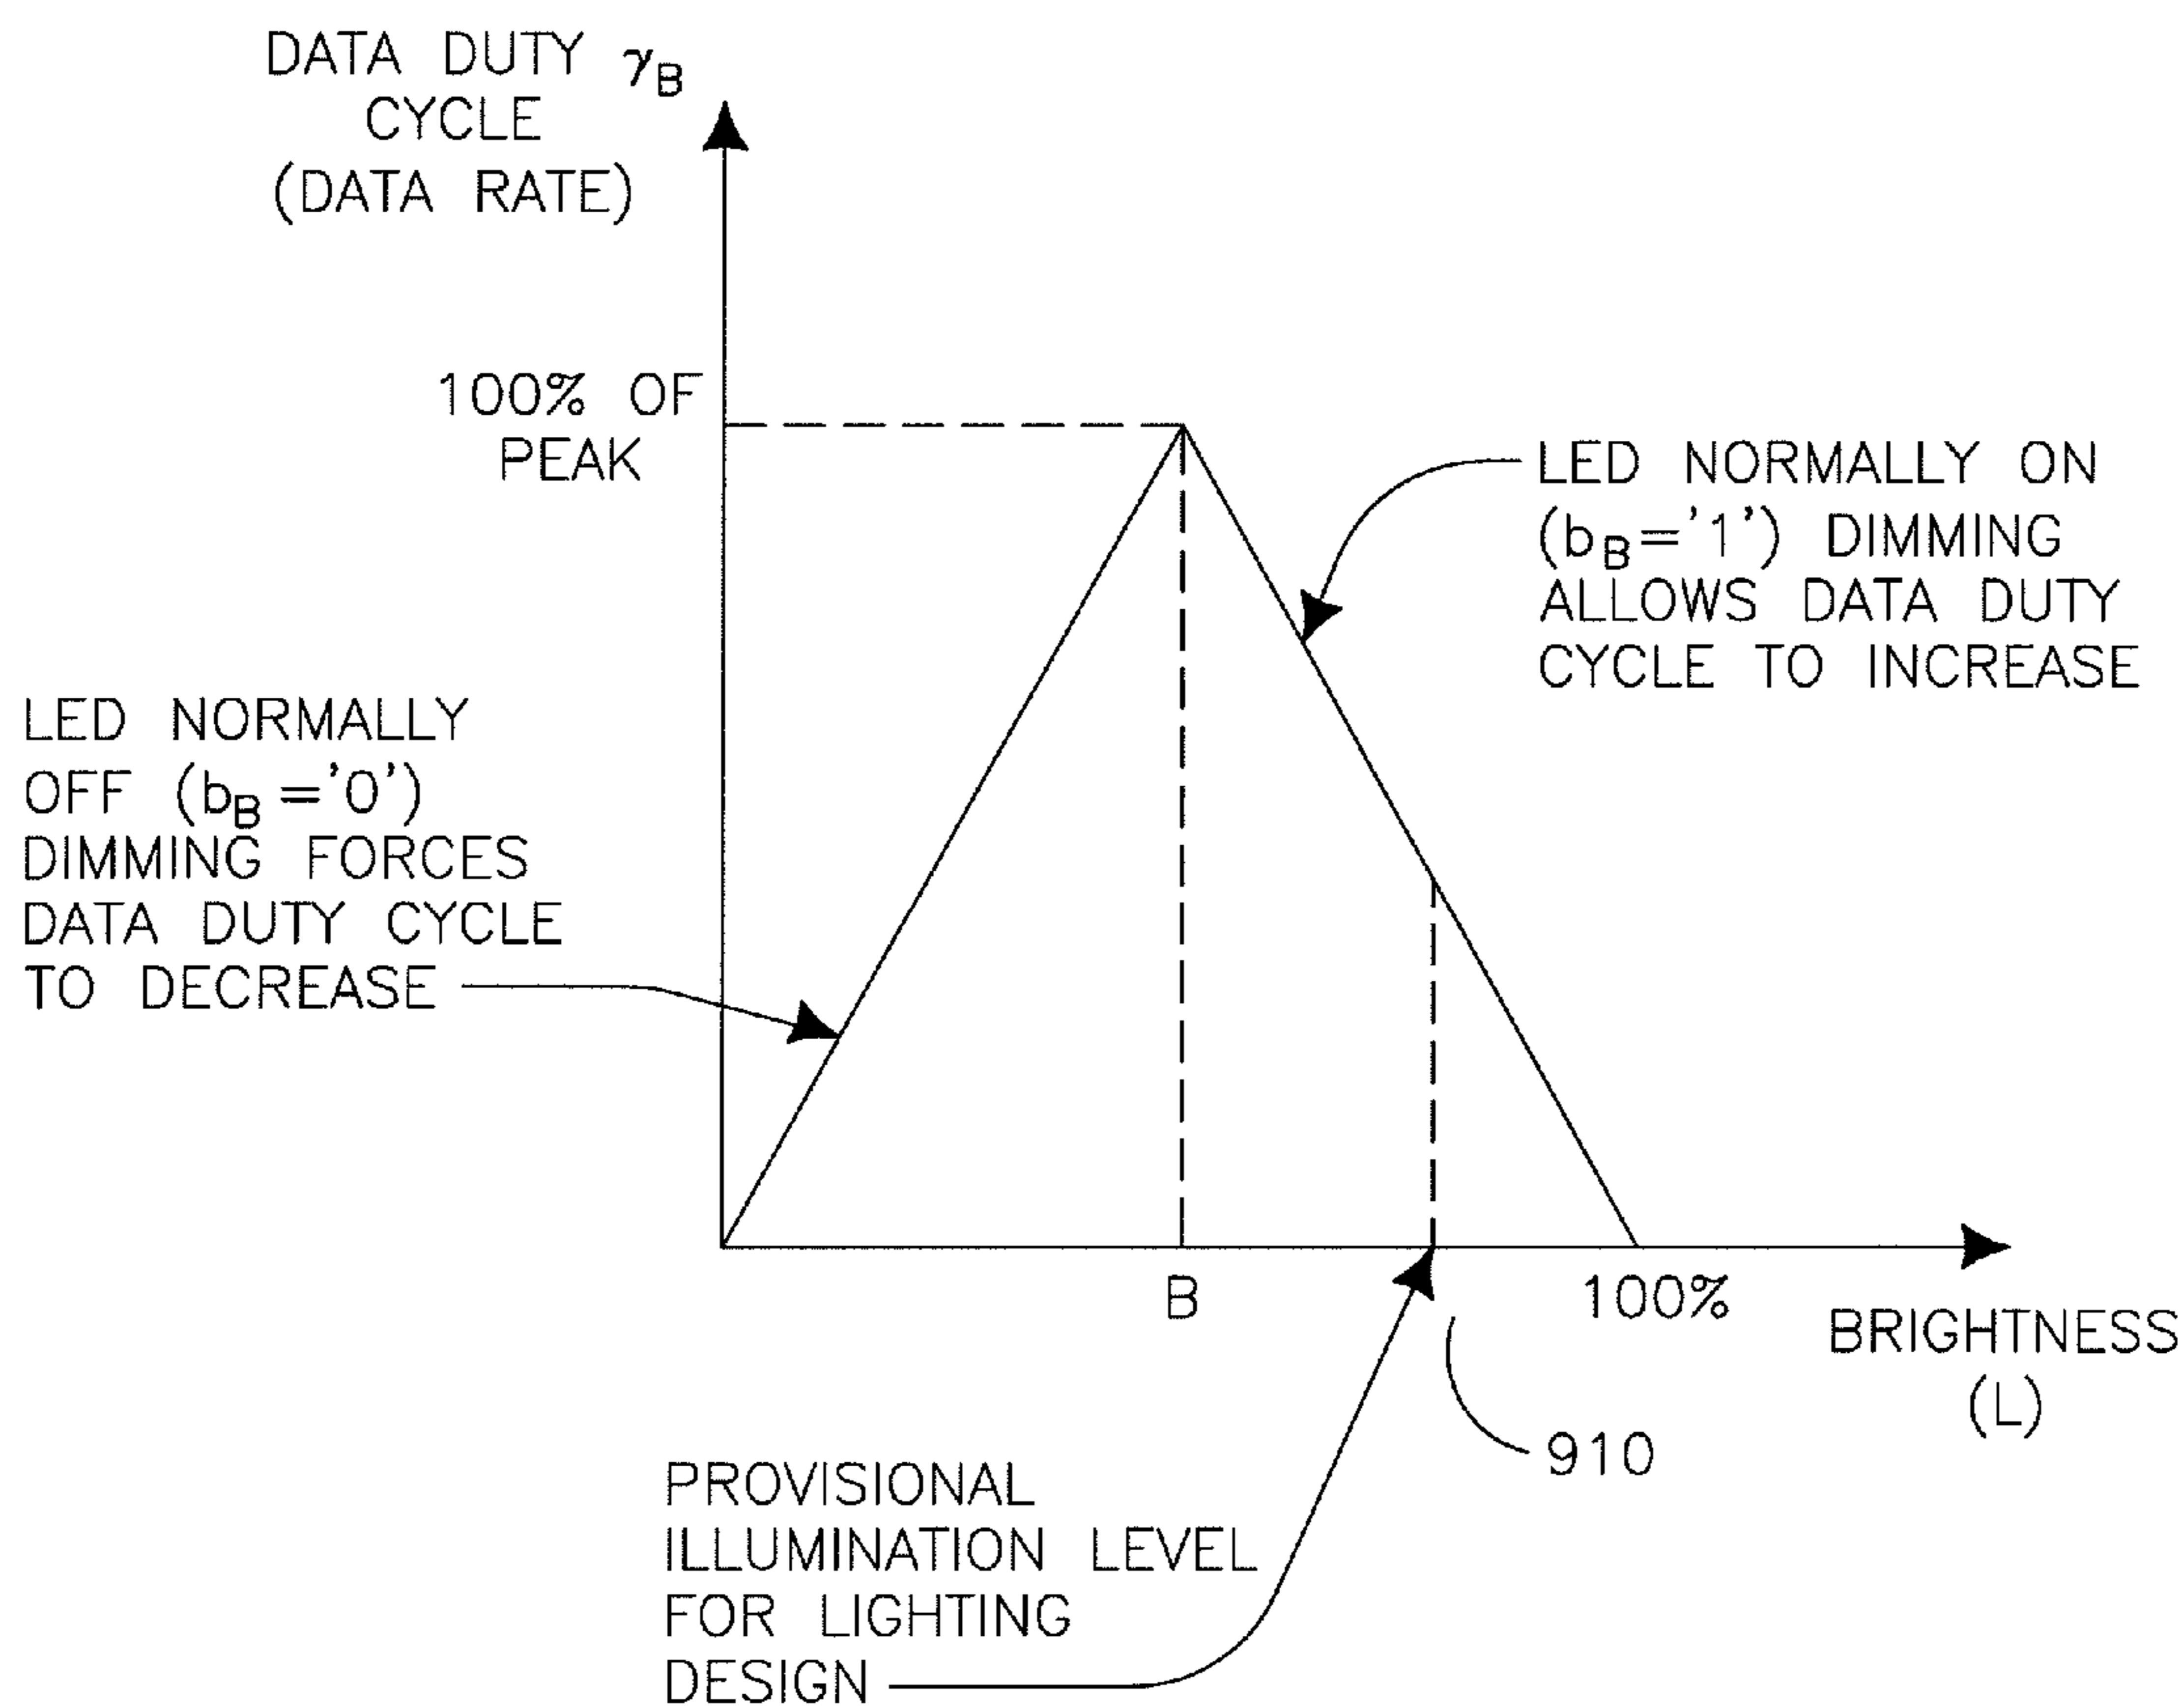 DATA DUTY γB
CYCLE
(DATA RATE)
100% OF
PEAK
LED NORMALLY ON
(bB='1') DIMMING
ALLOWS DATA DUTY
CYCLE TO INCREASE
LED NORMALLY
OFF (bB='0')
DIMMING FORCES
DATA DUTY CYCLE
TO DECREASE
B
100%
BRIGHTNESS
(L)
910
PROVISIONAL
ILLUMINATION LEVEL
FOR LIGHTING
DESIGN